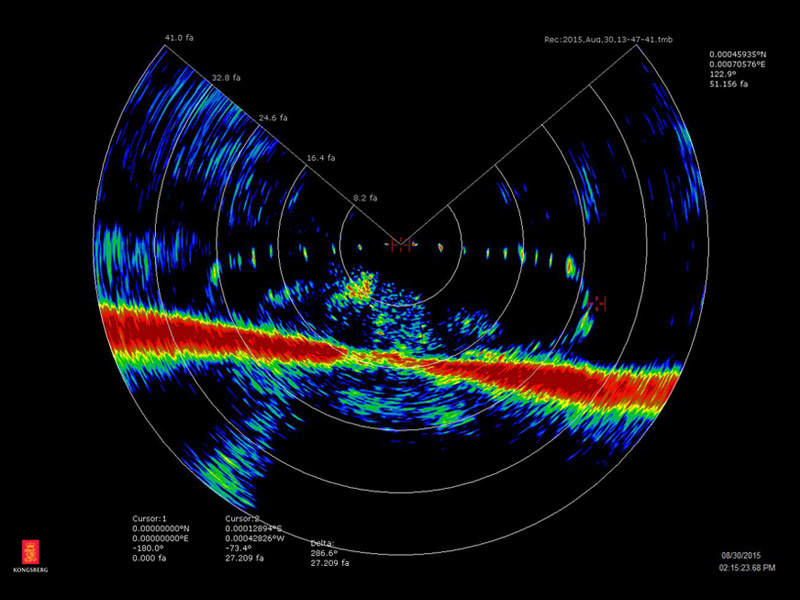 41.0 fa
Rec:2015,Aug,30,13-47-41.tmb
0.00045935°N
0.00070576°E
122.9°
51.156 fa
32.8 fa
24.6 fa
16.4 fa
8.2 fa
Cursor:1
0.00000000°N
0.00000000°E
-180.0°
0.000 fa
Cursor:2
0.00012894°S
0.00042826°W
-73.4°
27.209 fa
Delta:
286.6°
27.209 fa
KONGSBERG
08/30/2015
02:15:23.68 PM